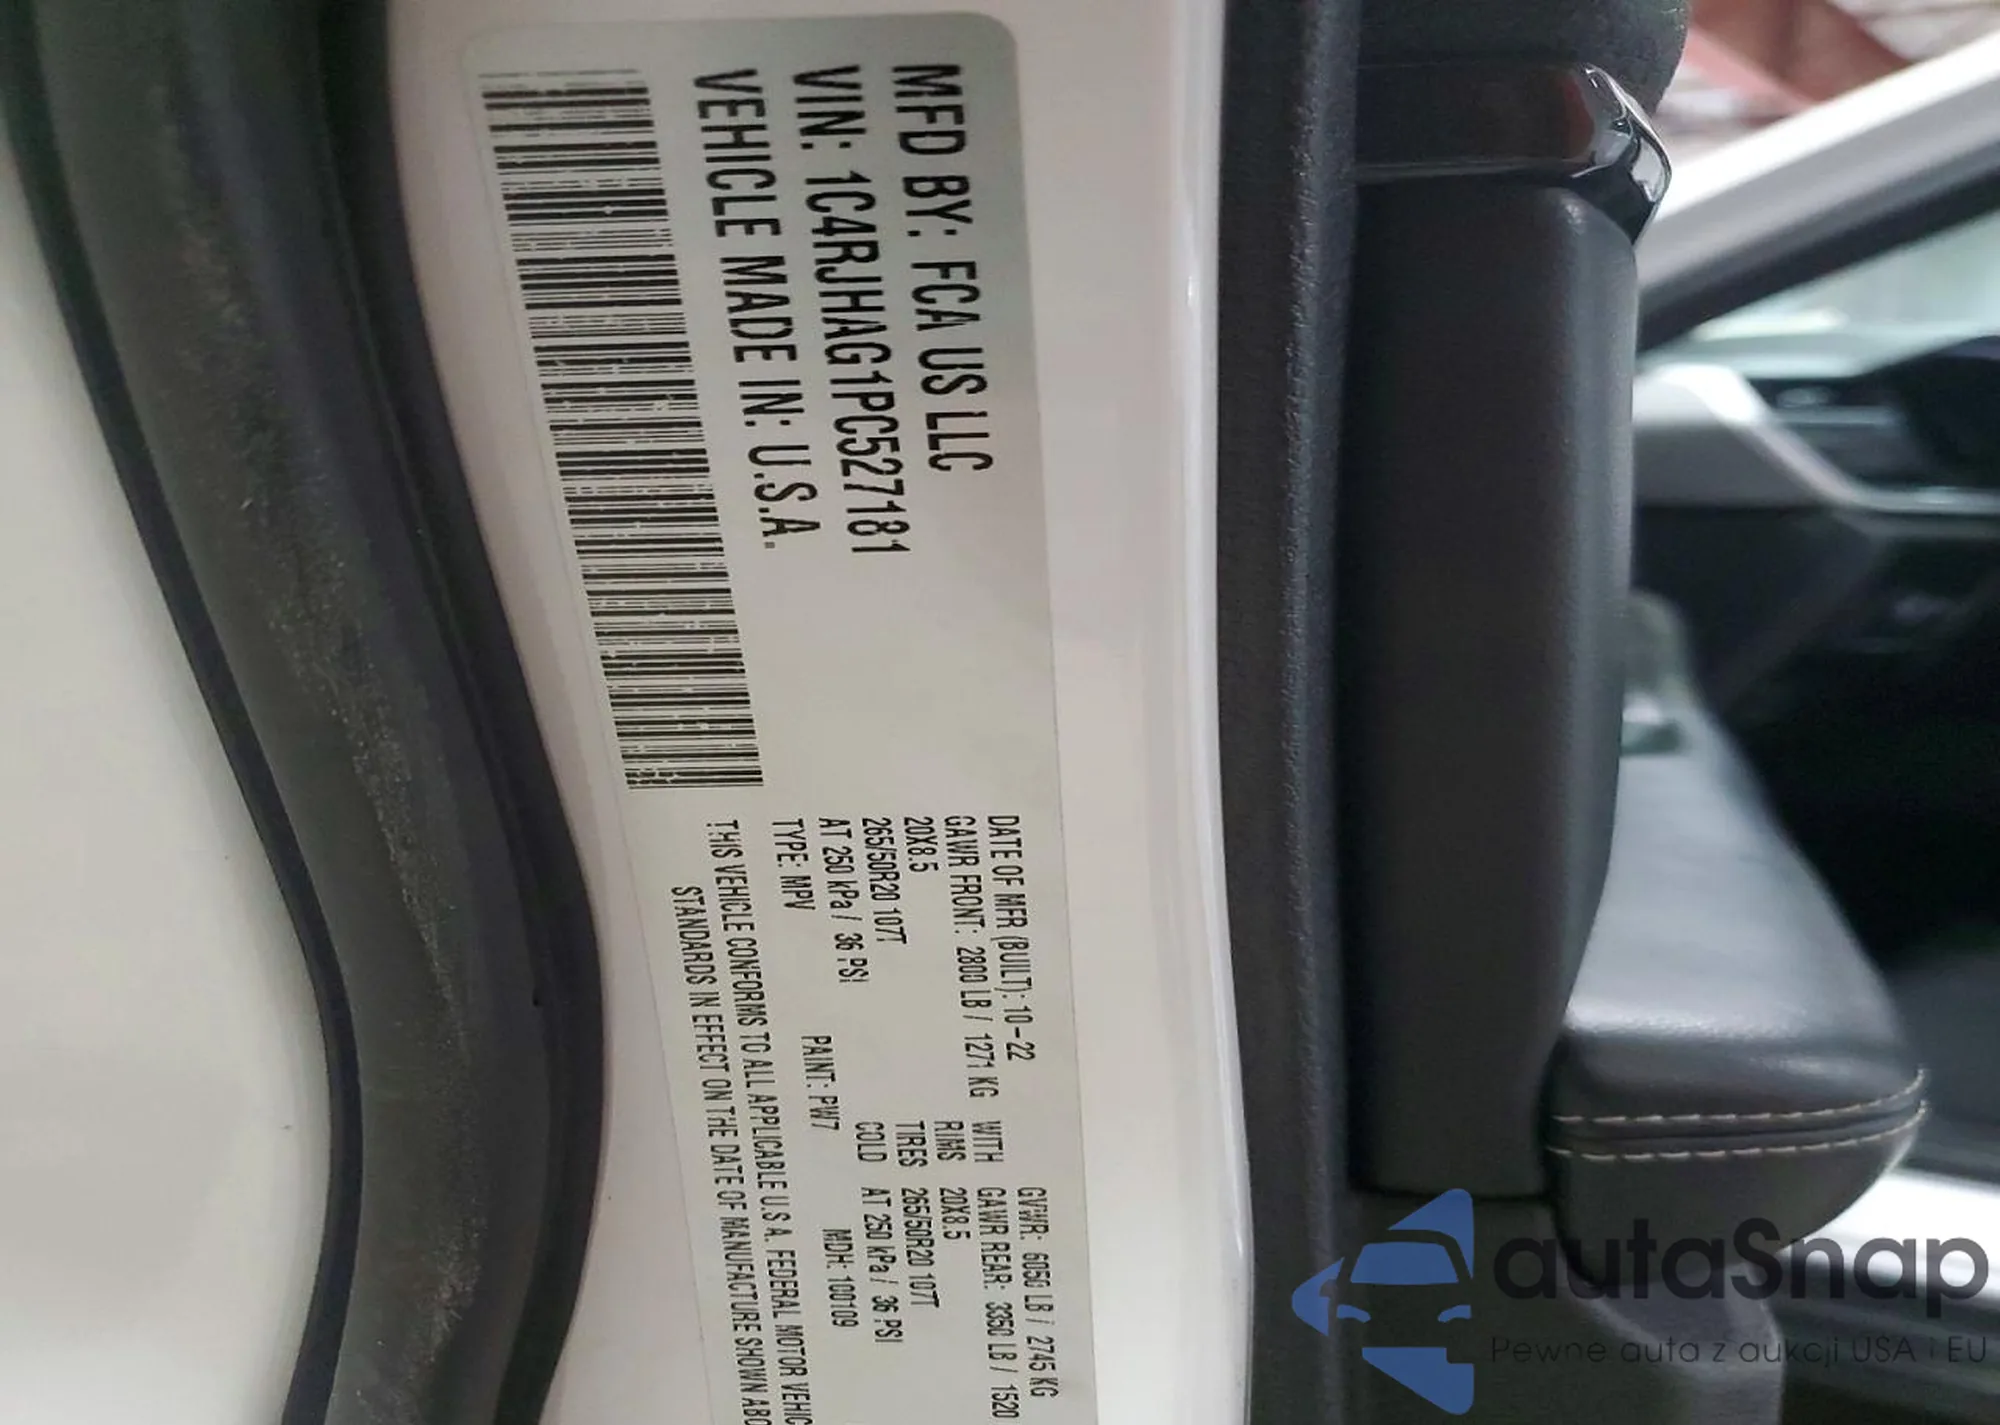 MFD BY: FCA US LLC
VIN: 1C4RJHAG1PC527181
VEHICLE MADE IN: U.S.A.
DATE OF MFR (BUILT): 10-22 GVWR: 6050 LB / 2745 KG
GAWR FRONT: 2800 LB / 1271 KG WITH GAWR REAR: 3350 LB / 1520
20X8.5 RIMS 20X8.5
265/50R20 107T TIRES 265/50R20 107T
AT 250 kPa / 36 PSI COLD AT 250 kPa / 36 PSI
TYPE: MPV PAINT: PW7 MDH: 100109
THIS VEHICLE CONFORMS TO ALL APPLICABLE U.S.A. FEDERAL MOTOR VEHIC
STANDARDS IN EFFECT ON THE DATE OF MANUFACTURE SHOWN ABO
autaSnap
Pewne auta z aukcji USA i EU